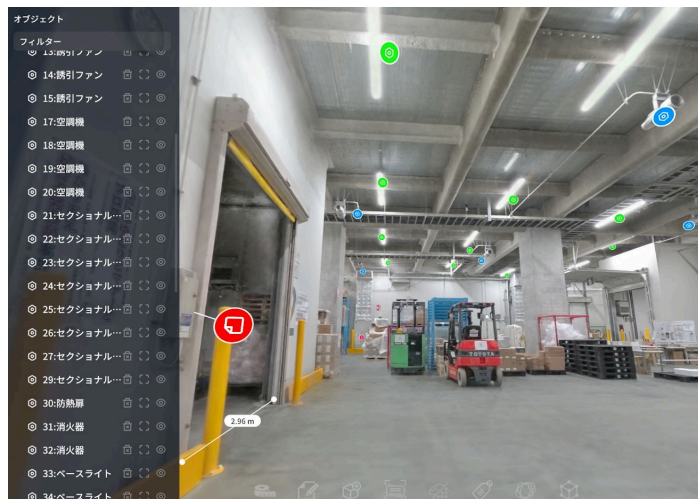 オブジェクト
フィルター
13:誘引ファン
14:誘引ファン
15:誘引ファン
17:空調機
18:空調機
19:空調機
20:空調機
21:セクショナル…
22:セクショナル…
23:セクショナル…
24:セクショナル…
25:セクショナル…
26:セクショナル…
27:セクショナル…
29:セクショナル…
30:防熱扉
31:消火器
32:消火器
33:ベースライト
34:ベースライト
2.96 m
TOYOTA